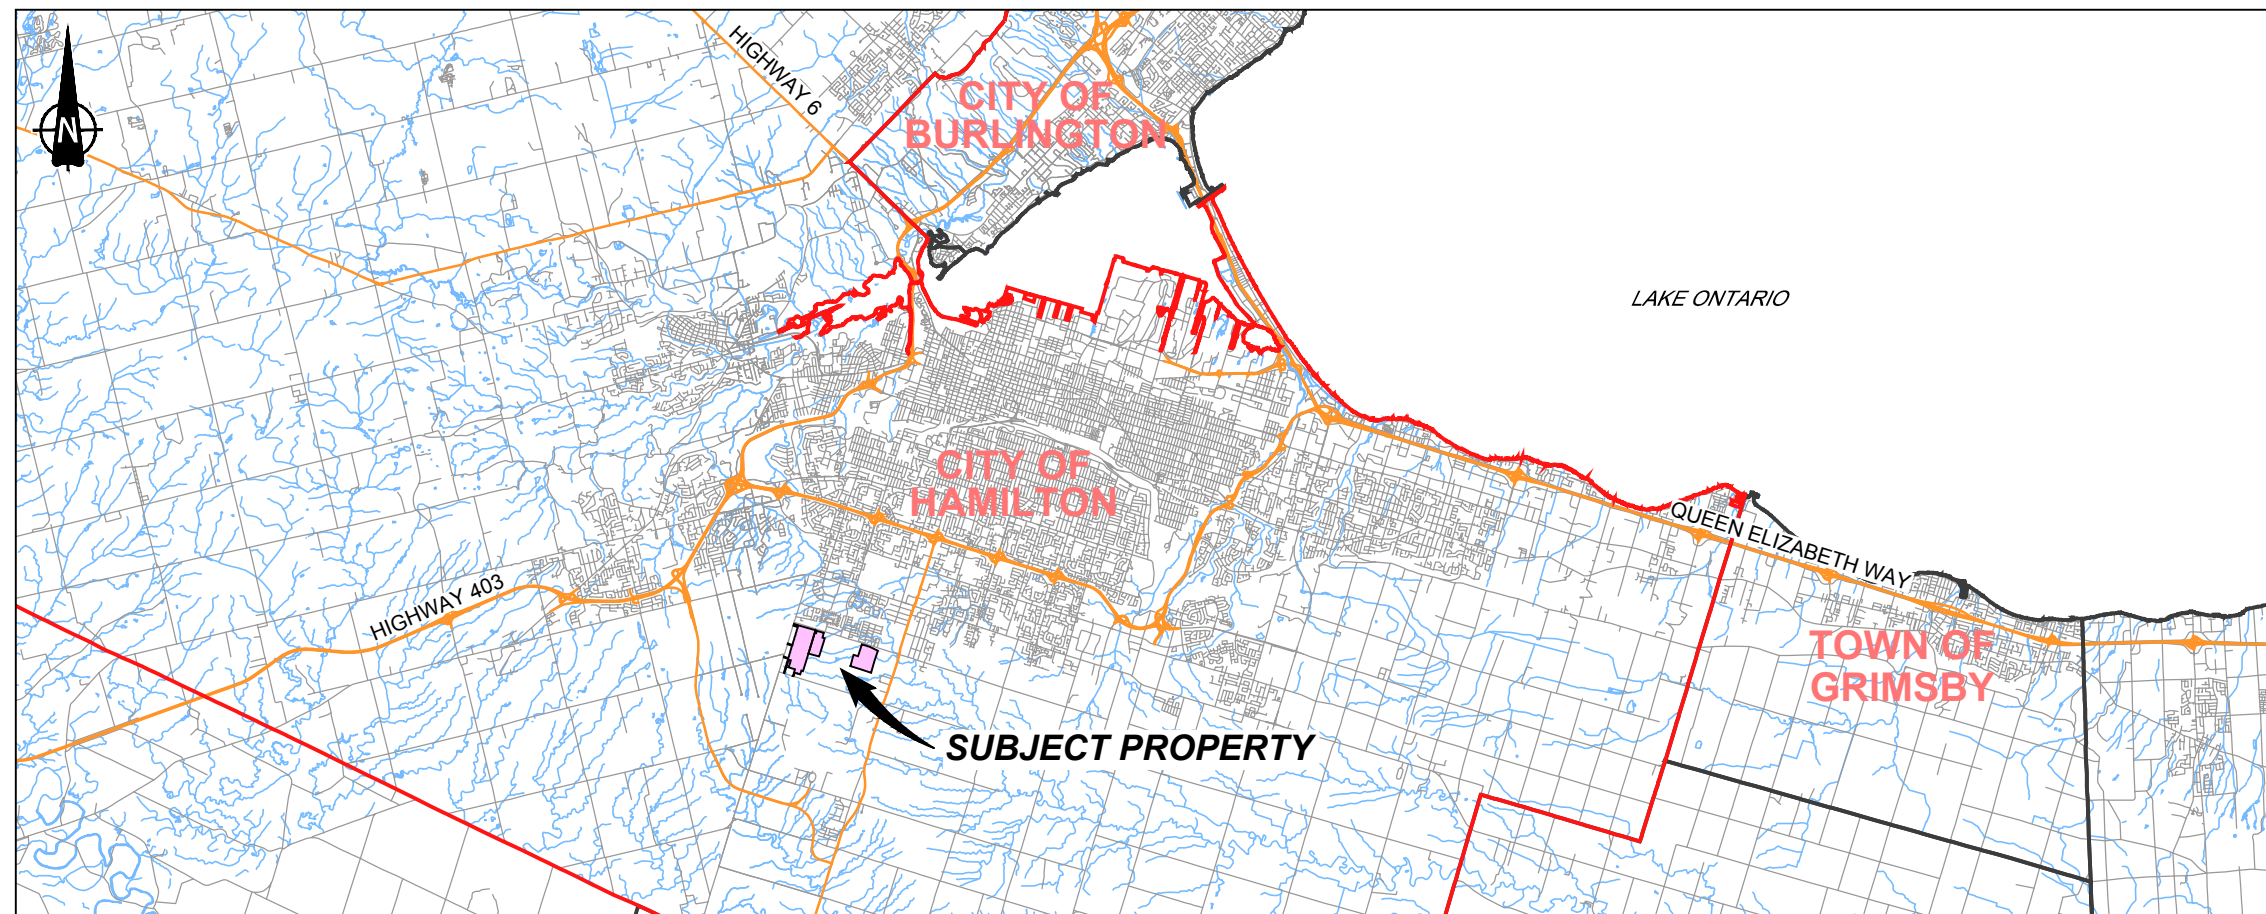 HIGHWAY 6
CITY OF
BURLINGTON
N
LAKE ONTARIO
CITY OF
HAMILTON
QUEEN ELIZABETH WAY
HIGHWAY 403
TOWN OF
GRIMSBY
SUBJECT PROPERTY